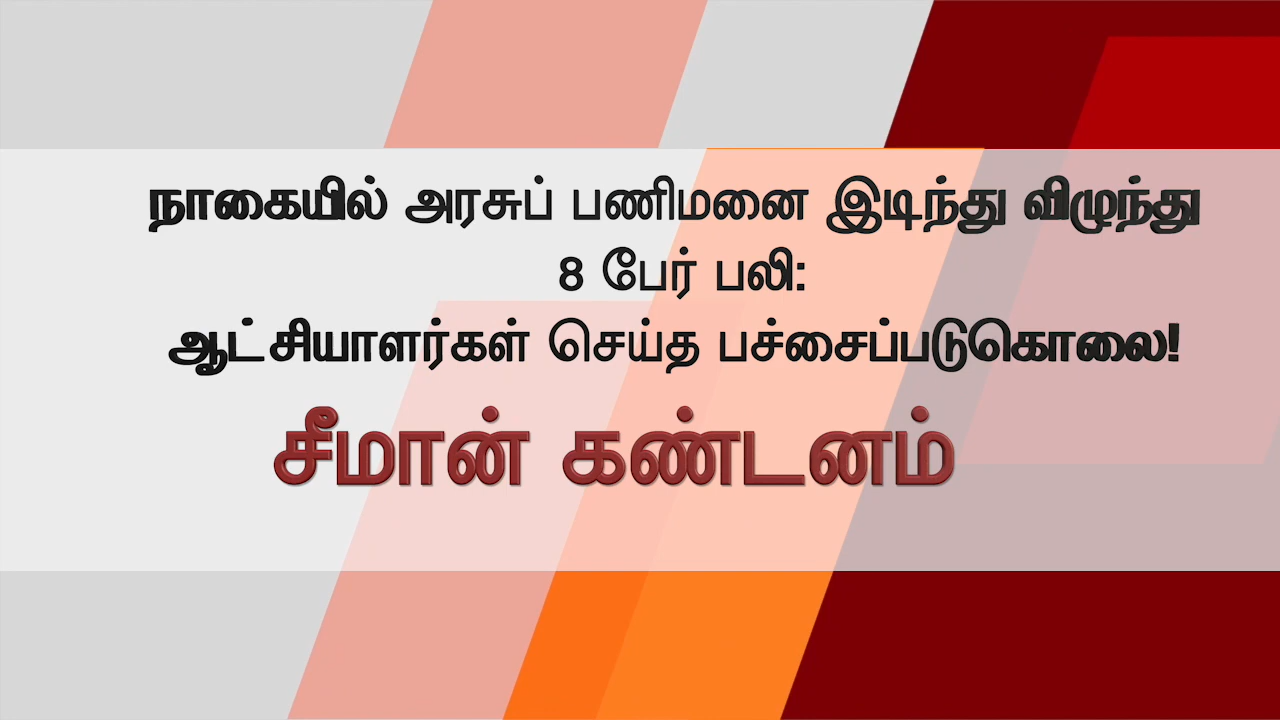 நாகையில் அரசுப் பணிமனை இடிந்து விழுந்து
8 பேர் பலி:
ஆட்சியாளர்கள் செய்த பச்சைப்படுகொலை!
சீமான் கண்டனம்